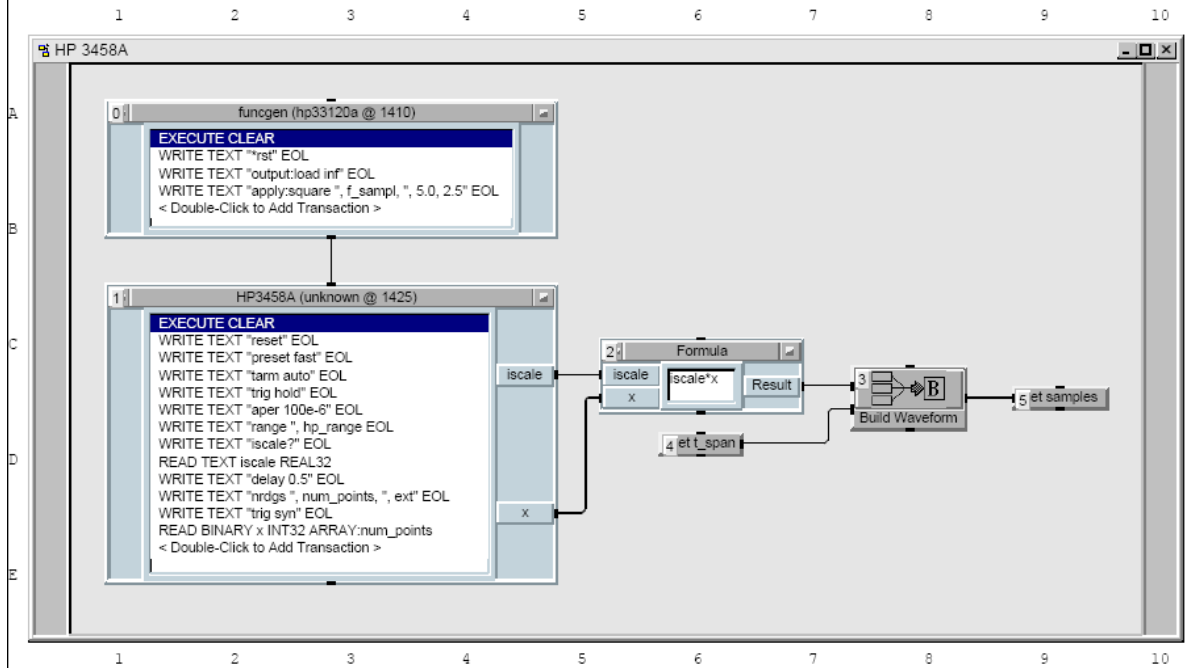 1 2 3 4 5 6 7 8 9 10
HP 3458A
A
0 funcgen (hp33120a @ 1410)
EXECUTE CLEAR
WRITE TEXT "*rst" EOL
WRITE TEXT "output:load inf" EOL
WRITE TEXT "apply:square ", f_sampl, ", 5.0, 2.5" EOL
< Double-Click to Add Transaction >
B
1 HP3458A (unknown @ 1425)
EXECUTE CLEAR
WRITE TEXT "reset" EOL
WRITE TEXT "preset fast" EOL
WRITE TEXT "tarm auto" EOL
WRITE TEXT "trig hold" EOL
WRITE TEXT "aper 100e-6" EOL
WRITE TEXT "range ", hp_range EOL
WRITE TEXT "iscale?" EOL
READ TEXT iscale REAL32
WRITE TEXT "delay 0.5" EOL
WRITE TEXT "nrdgs ", num_points, ", ext" EOL
WRITE TEXT "trig syn" EOL
READ BINARY x INT32 ARRAY:num_points
< Double-Click to Add Transaction >
iscale
x
C
2 Formula
iscale
x
iscale*x
Result
3 B
Build Waveform
5 et samples
4 et t_span
D
E
1 2 3 4 5 6 7 8 9 10